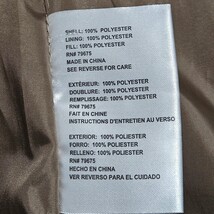 SHELL: 100% POLYESTER
LINING: 100% POLYESTER
FILL: 100% POLYESTER
RN# 79675
MADE IN CHINA
SEE REVERSE FOR CARE
EXTÉRIEUR: 100% POLYESTER
DOUBLURE: 100% POLYESTER
REMPLISSAGE: 100% POLYESTER
RN# 79675
FAIT EN CHINE
INSTRUCTIONS D'ENTRETIEN AU VERSO
EXTERIOR: 100% POLIESTER
FORRO: 100% POLIESTER
RELLENO: 100% POLIESTER
RN# 79675
HECHO EN CHINA
VER REVERSO PARA EL CUIDADO